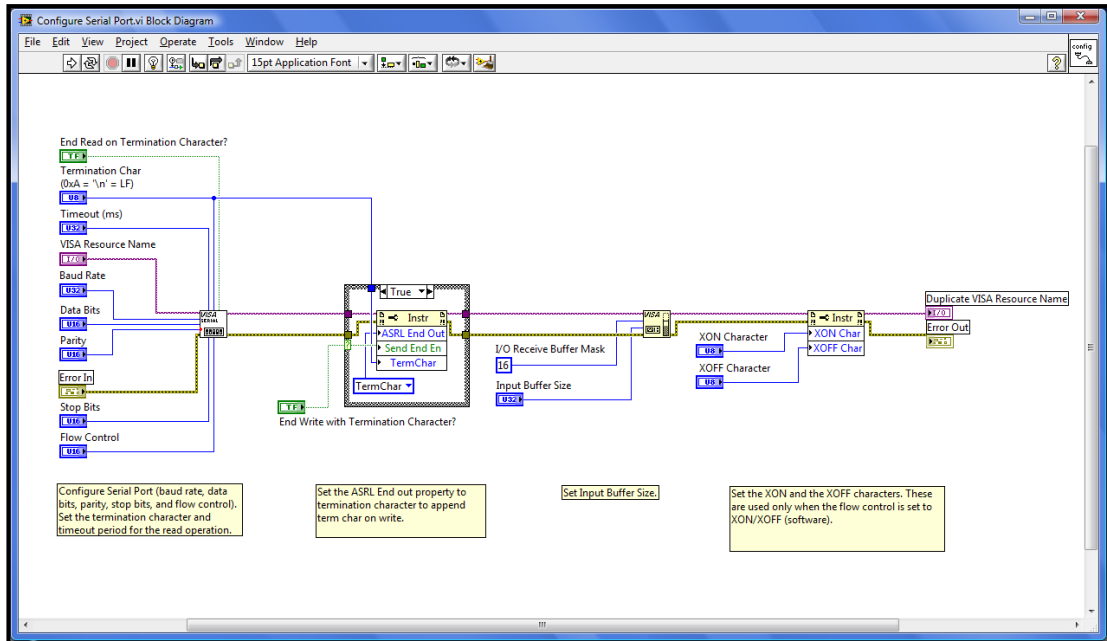 Configure Serial Port.vi Block Diagram
File Edit View Project Operate Tools Window Help
15pt Application Font
config
End Read on Termination Character?
TF
Termination Char
(0xA = '\n' = LF)
U8
Timeout (ms)
U32
VISA Resource Name
I/O
Baud Rate
U32
Data Bits
U16
Parity
U16
Error In
Stop Bits
U16
Flow Control
U16
VISA
SERIAL
True
Instr
ASRL End Out
Send End En
TermChar
TermChar
TF
End Write with Termination Character?
I/O Receive Buffer Mask
16
Input Buffer Size
U32
VISA
XON Character
U8
XOFF Character
U8
Instr
XON Char
XOFF Char
Duplicate VISA Resource Name
I/O
Error Out
Configure Serial Port (baud rate, data
bits, parity, stop bits, and flow control).
Set the termination character and
timeout period for the read operation.
Set the ASRL End out property to
termination character to append
term char on write.
Set Input Buffer Size.
Set the XON and the XOFF characters. These
are used only when the flow control is set to
XON/XOFF (software).